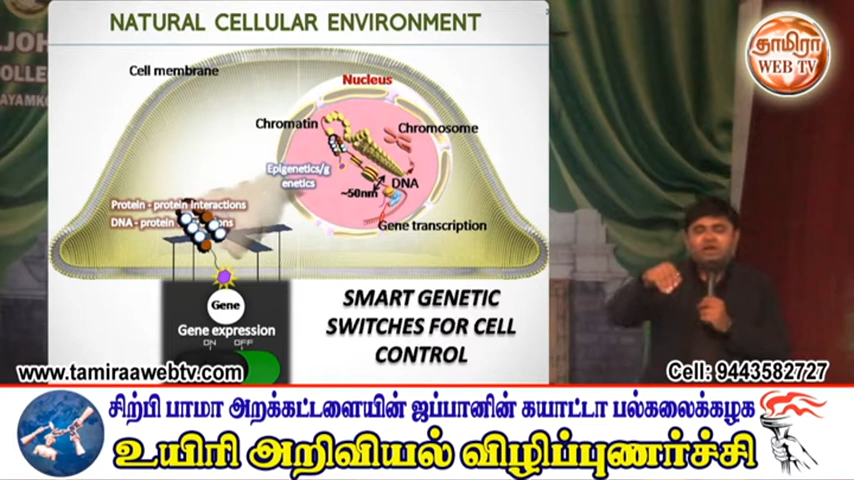 NATURAL CELLULAR ENVIRONMENT
தாமிரா
WEB TV
COLLE
AYAMK
Cell membrane
Nucleus
Chromatin
Chromosome
Epigenetics/g
enetics
DNA
~50nm
Gene transcription
Protein - protein interactions
DNA - protein
Gene
Gene expression
ON OFF
SMART GENETIC
SWITCHES FOR CELL
CONTROL
www.tamiraawebtv.com
Cell: 9443582727
சிற்பி பாமா அறக்கட்டளையின் ஜப்பானின் கயாட்டா பல்கலைக்கழக
உயிரி அறிவியல் விழிப்புணர்ச்சி